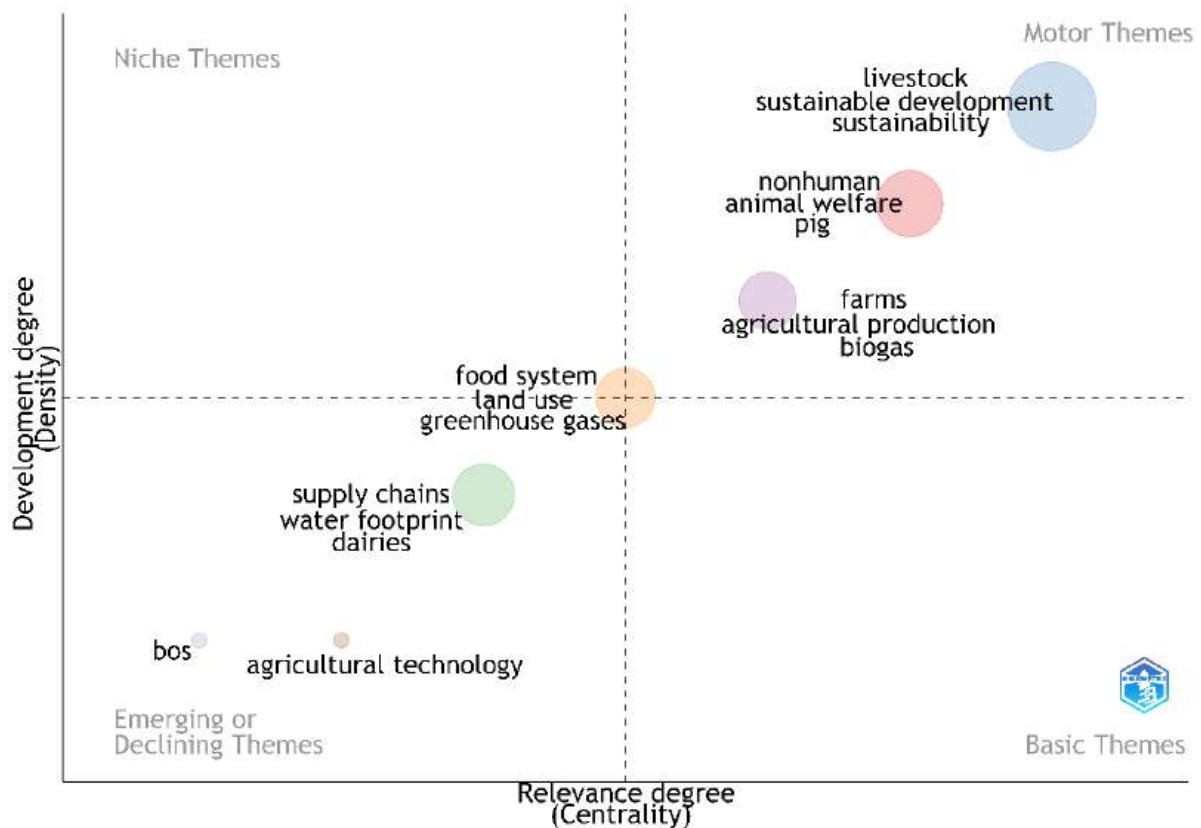 Niche Themes
Motor Themes
livestock
sustainable development
sustainability
nonhuman
animal welfare
pig
farms
agricultural production
biogas
food system
land use
greenhouse gases
supply chains
water footprint
dairies
bos
agricultural technology
Emerging or
Declining Themes
Basic Themes
Development degree
(Density)
Relevance degree
(Centrality)